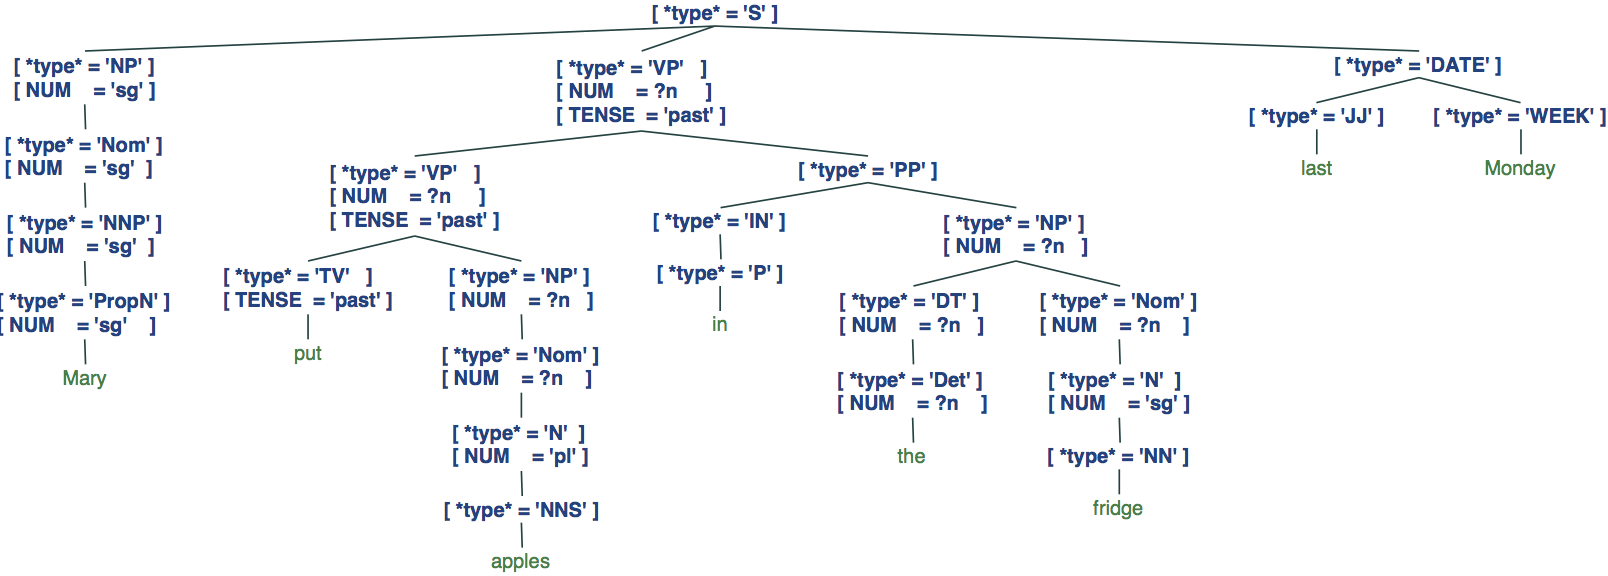 [ *type* = 'S' ]
[ *type* = 'NP' ]
[ NUM = 'sg' ]
[ *type* = 'VP' ]
[ NUM = ?n ]
[ TENSE = 'past' ]
[ *type* = 'DATE' ]
[ *type* = 'JJ' ]
[ *type* = 'WEEK' ]
[ *type* = 'Nom' ]
[ NUM = 'sg' ]
[ *type* = 'VP' ]
[ NUM = ?n ]
[ TENSE = 'past' ]
[ *type* = 'PP' ]
last
Monday
[ *type* = 'NNP' ]
[ NUM = 'sg' ]
[ *type* = 'IN' ]
[ *type* = 'NP' ]
[ NUM = ?n ]
[ *type* = 'TV' ]
[ TENSE = 'past' ]
[ *type* = 'NP' ]
[ NUM = ?n ]
[ *type* = 'P' ]
[ *type* = 'PropN' ]
[ NUM = 'sg' ]
[ *type* = 'DT' ]
[ NUM = ?n ]
[ *type* = 'Nom' ]
[ NUM = ?n ]
in
put
[ *type* = 'Nom' ]
[ NUM = ?n ]
Mary
[ *type* = 'Det' ]
[ NUM = ?n ]
[ *type* = 'N' ]
[ NUM = 'sg' ]
[ *type* = 'N' ]
[ NUM = 'pl' ]
the
[ *type* = 'NN' ]
[ *type* = 'NNS' ]
fridge
apples